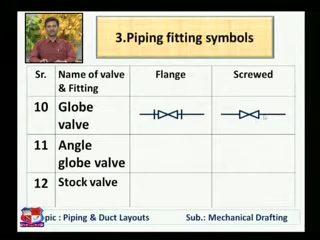 3.Piping fitting symbols
Sr. Name of valve & Fitting Flange Screwed
10 Globe valve
11 Angle globe valve
12 Stock valve
opic : Piping & Duct Layouts Sub.: Mechanical Drafting